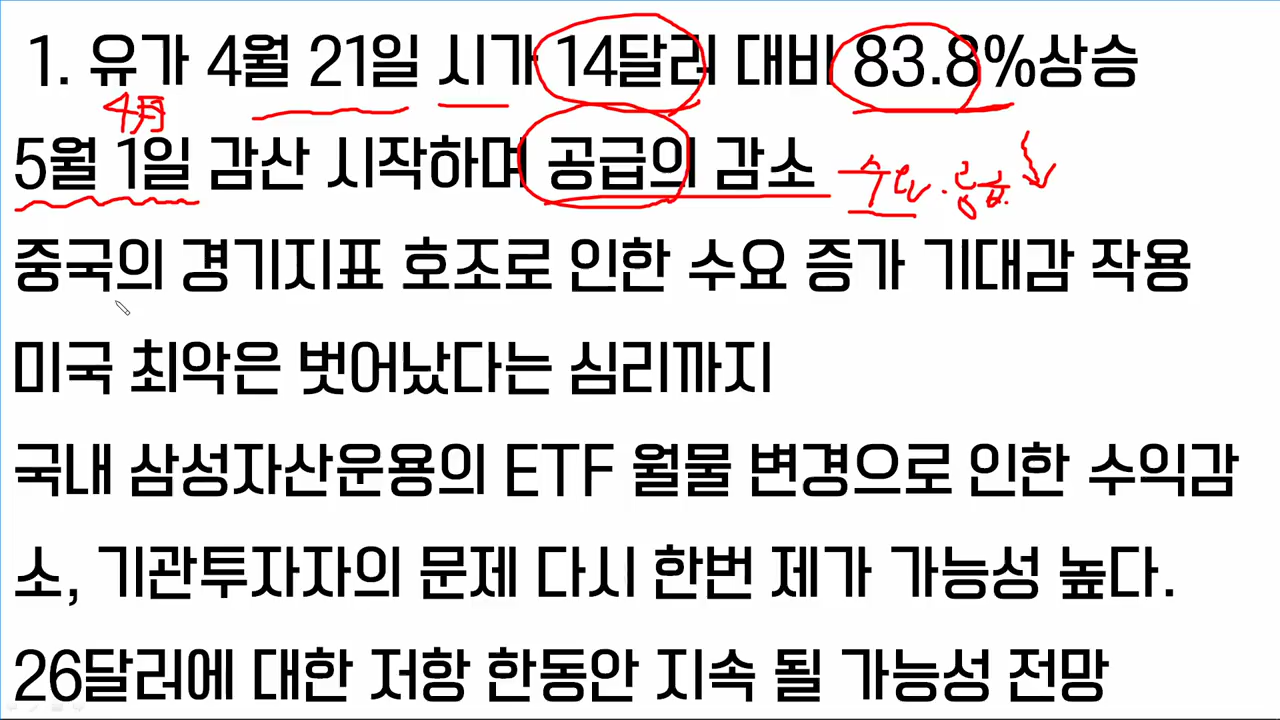 1. 유가 4월 21일 시가 14달러 대비 83.8%상승
4月
5월 1일 감산 시작하며 공급의 감소 수요·공급
중국의 경기지표 호조로 인한 수요 증가 기대감 작용
미국 최악은 벗어났다는 심리까지
국내 삼성자산운용의 ETF 월물 변경으로 인한 수익감
소, 기관투자자의 문제 다시 한번 제가 가능성 높다.
26달러에 대한 저항 한동안 지속 될 가능성 전망